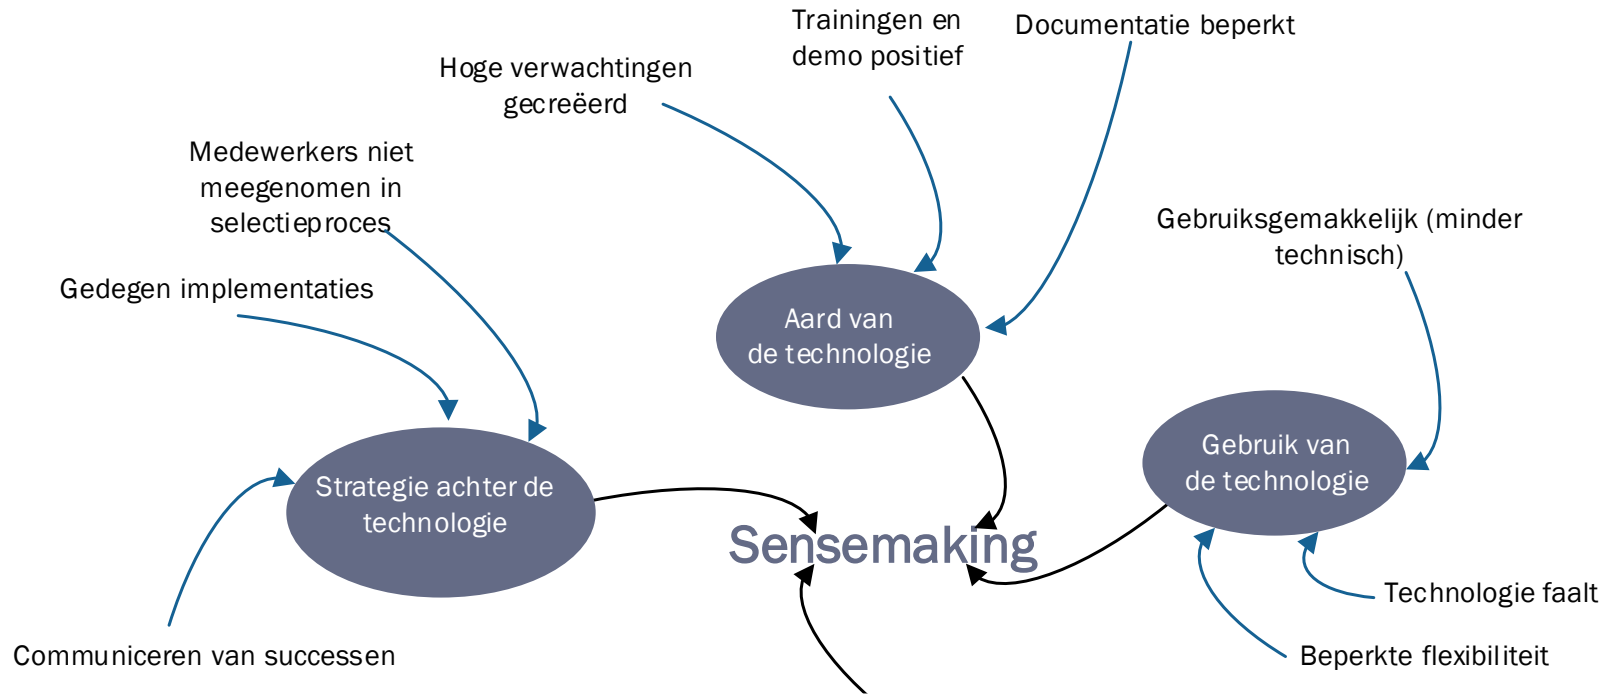 Trainingen en
demo positief
Documentatie beperkt
Hoge verwachtingen
gecreëerd
Medewerkers niet
meegenomen in
selectieproces
Gebruiksgemakkelijk (minder
technisch)
Gedegen implementaties
Aard van
de technologie
Gebruik van
de technologie
Strategie achter de
technologie
Sensemaking
Technologie faalt
Communiceren van successen
Beperkte flexibiliteit